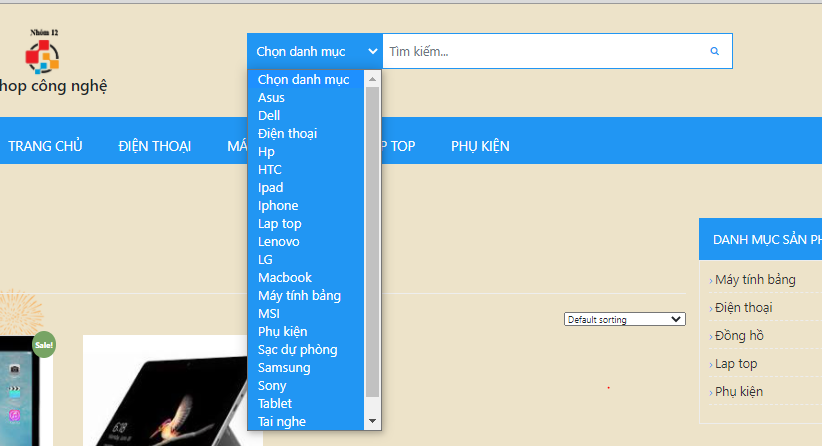 Nhóm 12
hop công nghệ
Chọn danh mục
Tìm kiếm...
Chọn danh mục
Asus
Dell
Điện thoại
Hp
HTC
Ipad
Iphone
Lap top
Lenovo
LG
Macbook
Máy tính bảng
MSI
Phụ kiện
Sạc dự phòng
Samsung
Sony
Tablet
Tai nghe
TRANG CHỦ
ĐIỆN THOẠI
MÁ
P TOP
PHỤ KIỆN
DANH MỤC SẢN PH
› Máy tính bảng
› Điện thoại
› Đồng hồ
› Lap top
› Phụ kiện
Default sorting
Sale!
6:18